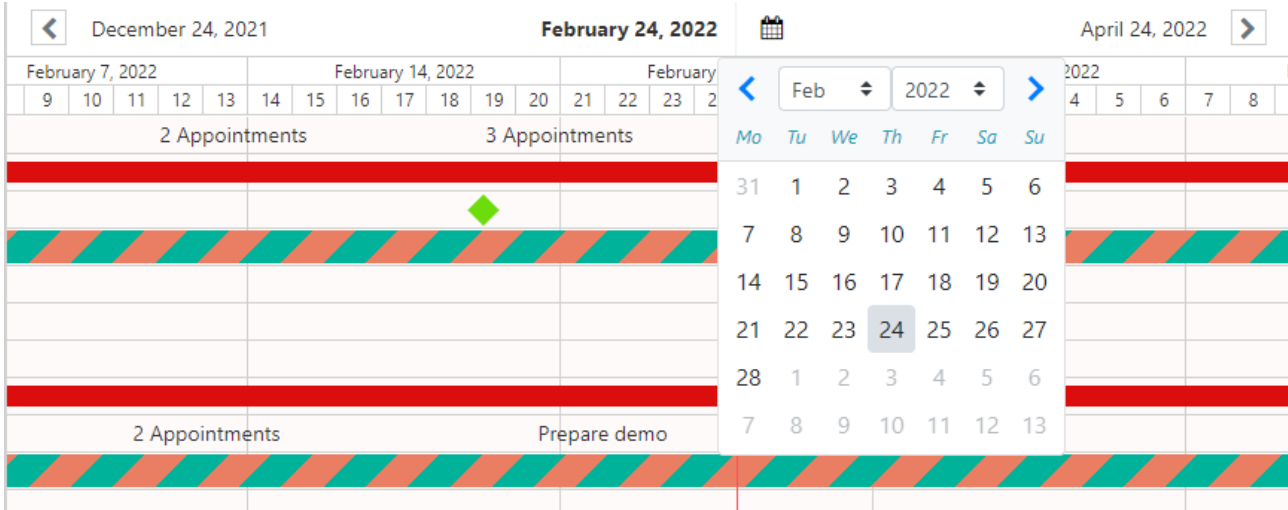 December 24, 2021 February 24, 2022 April 24, 2022
February 7, 2022 February 14, 2022 February 2022
9 10 11 12 13 14 15 16 17 18 19 20 21 22 23 2 4 5 6 7 8
2 Appointments 3 Appointments
2 Appointments Prepare demo
Feb 2022
Mo Tu We Th Fr Sa Su
31 1 2 3 4 5 6
7 8 9 10 11 12 13
14 15 16 17 18 19 20
21 22 23 24 25 26 27
28 1 2 3 4 5 6
7 8 9 10 11 12 13